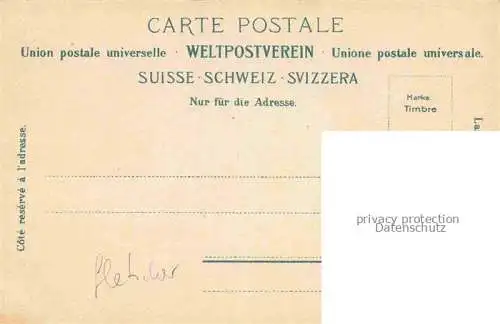 CARTE POSTALE
Union postale universelle · WELTPOSTVEREIN · Unione postale universale.
SUISSE · SCHWEIZ · SVIZZERA
Nur für die Adresse.
Marke
Timbre
Côté reservé à l'adresse.
privacy protection
Datenschutz